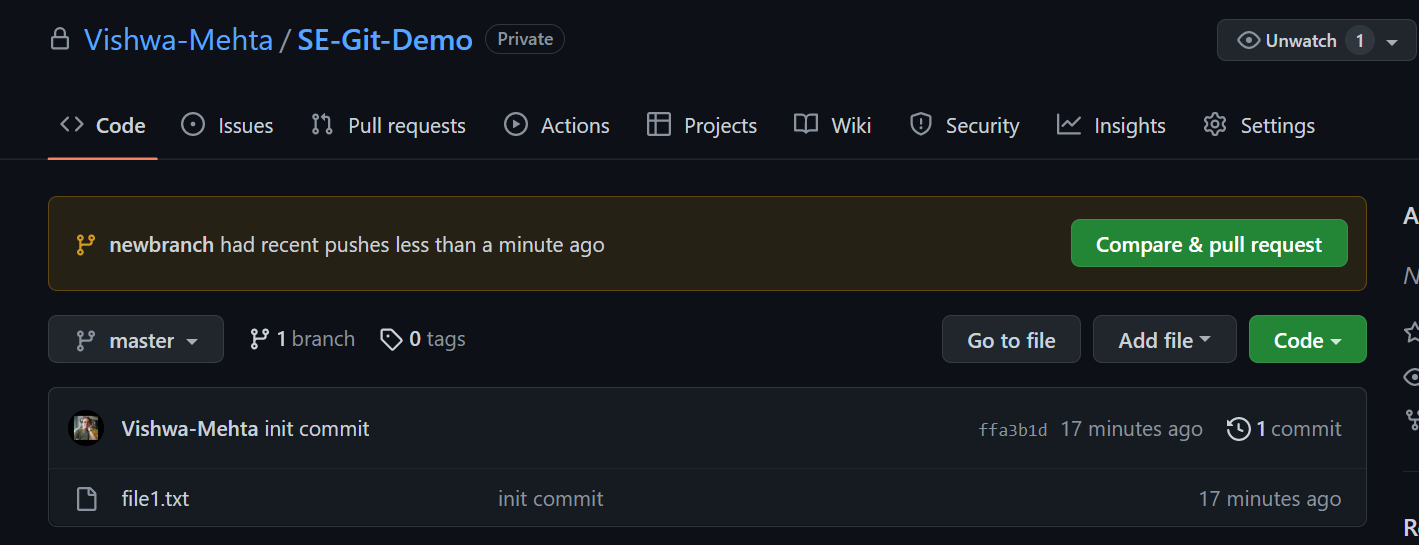 Vishwa-Mehta / SE-Git-Demo Private Unwatch 1
Code Issues Pull requests Actions Projects Wiki Security Insights Settings
newbranch had recent pushes less than a minute ago Compare & pull request
master 1 branch 0 tags Go to file Add file Code
Vishwa-Mehta init commit ffa3b1d 17 minutes ago 1 commit
file1.txt init commit 17 minutes ago